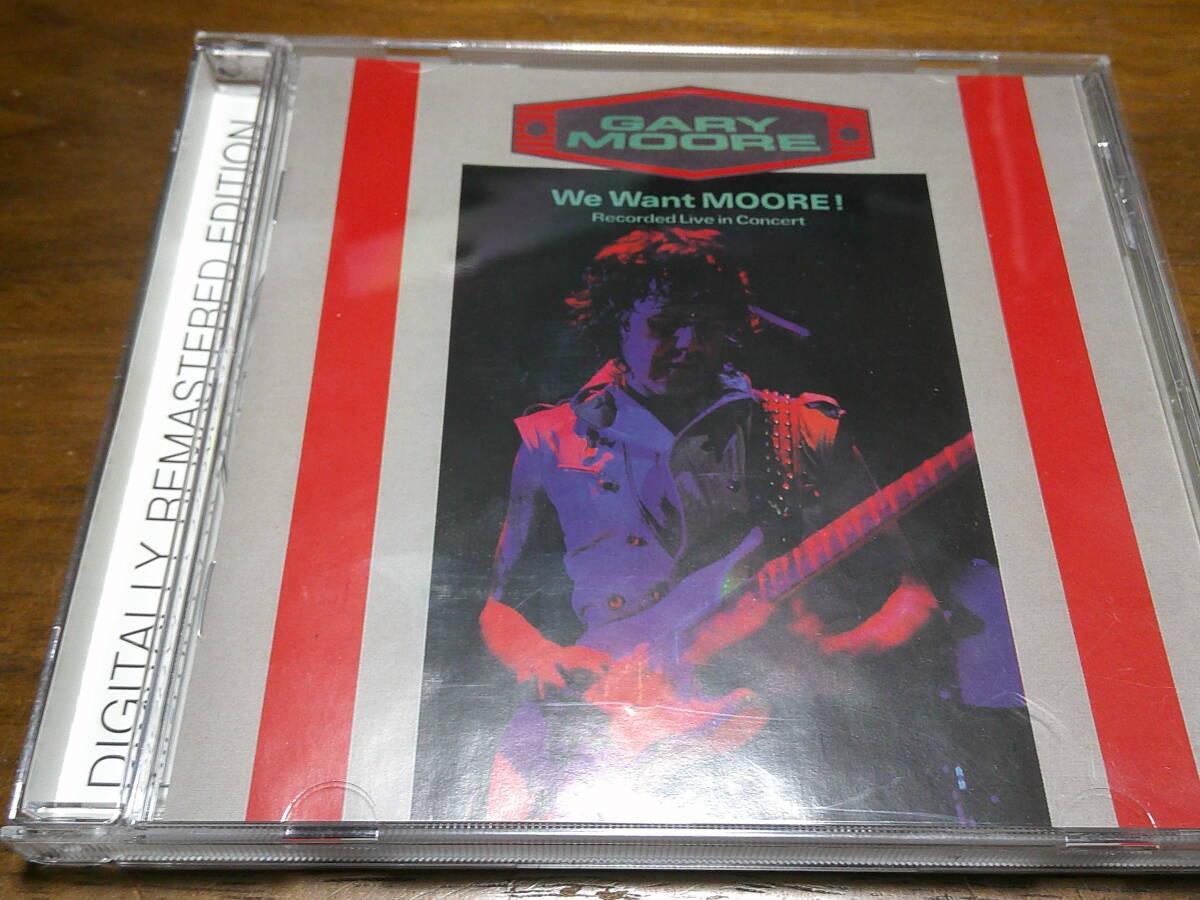 GARY
MOORE
We Want MOORE!
Recorded Live in Concert
DIGITALLY REMASTERED EDITION